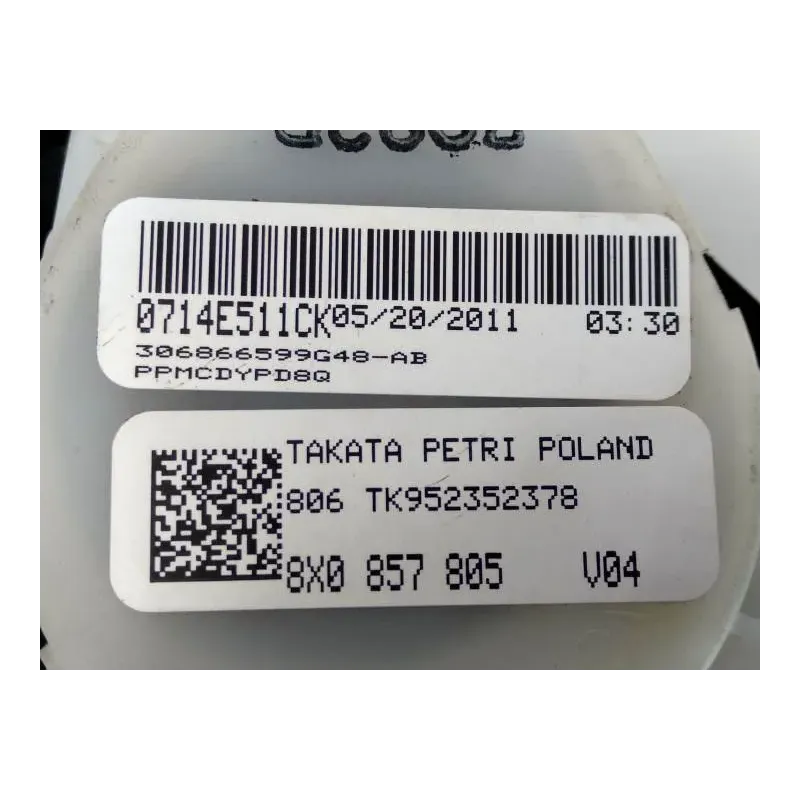 0714E511CK05/20/2011 03:30
306866599G48-AB
PPMCDYPD8Q
TAKATA PETRI POLAND
806 TK952352378
8X0 857 805 V04